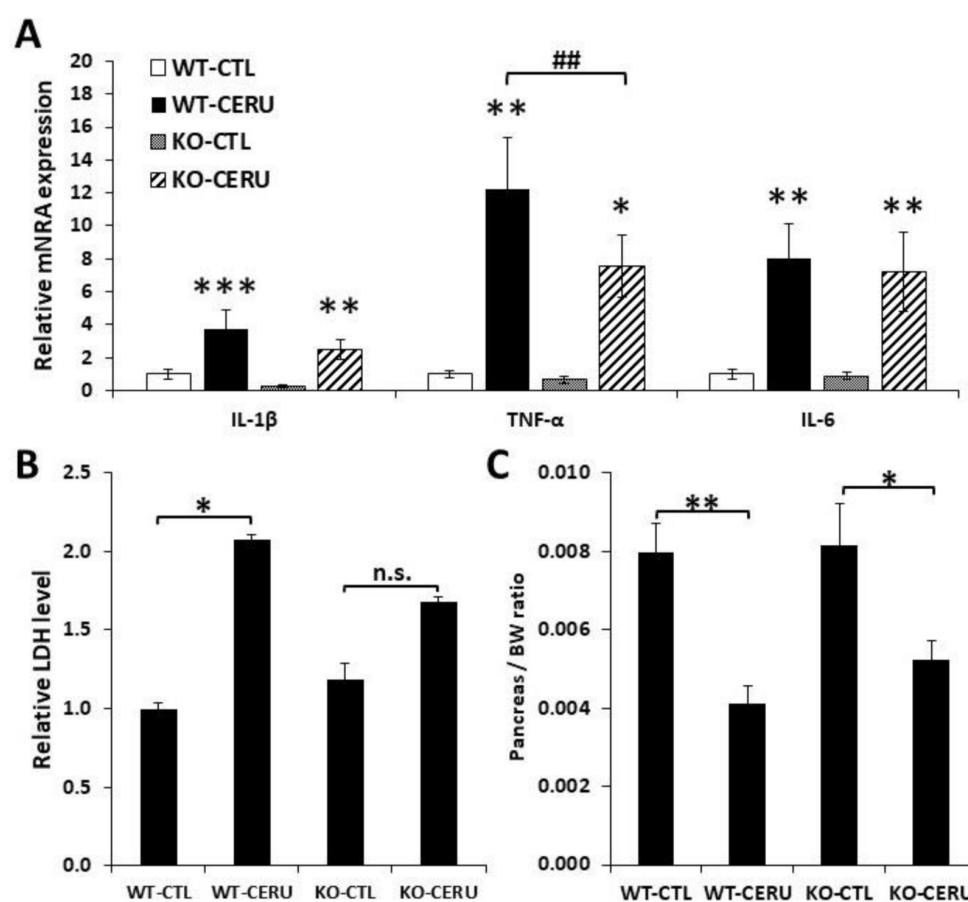 A
Relative mNRA expression
20
18
16
14
12
10
8
6
4
2
0
WT-CTL
WT-CERU
KO-CTL
KO-CERU
***
**
**
##
*
**
**
IL-1β
TNF-α
IL-6
B
Relative LDH level
2.5
2.0
1.5
1.0
0.5
0.0
*
n.s.
WT-CTL
WT-CERU
KO-CTL
KO-CERU
C
Pancreas / BW ratio
0.010
0.008
0.006
0.004
0.002
0.000
**
*
WT-CTL
WT-CERU
KO-CTL
KO-CERU